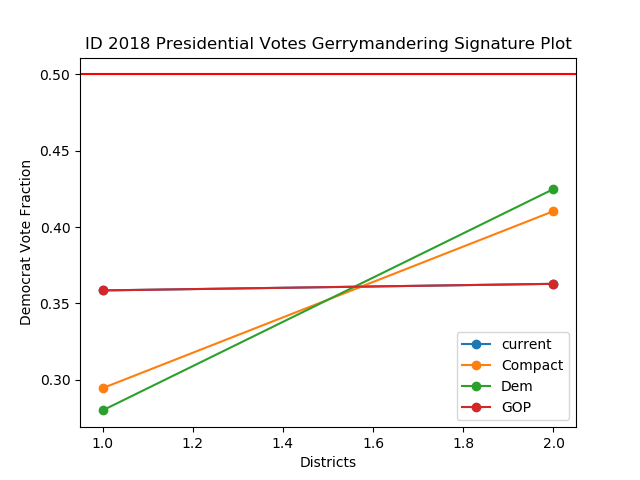 ID 2018 Presidential Votes Gerrymandering Signature Plot
0.50
0.45
0.40
0.35
0.30
Democrat Vote Fraction
current
Compact
Dem
GOP
1.0 1.2 1.4 1.6 1.8 2.0
Districts